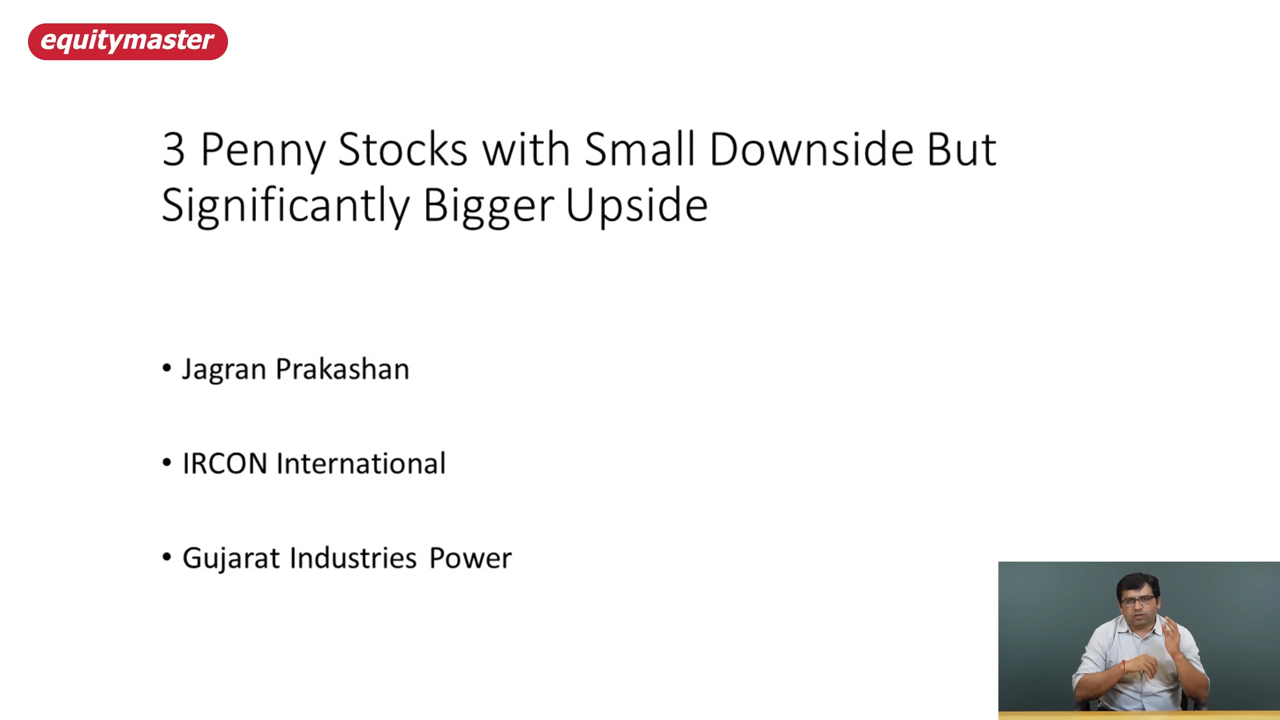 equitymaster
3 Penny Stocks with Small Downside But
Significantly Bigger Upside
• Jagran Prakashan
• IRCON International
• Gujarat Industries Power